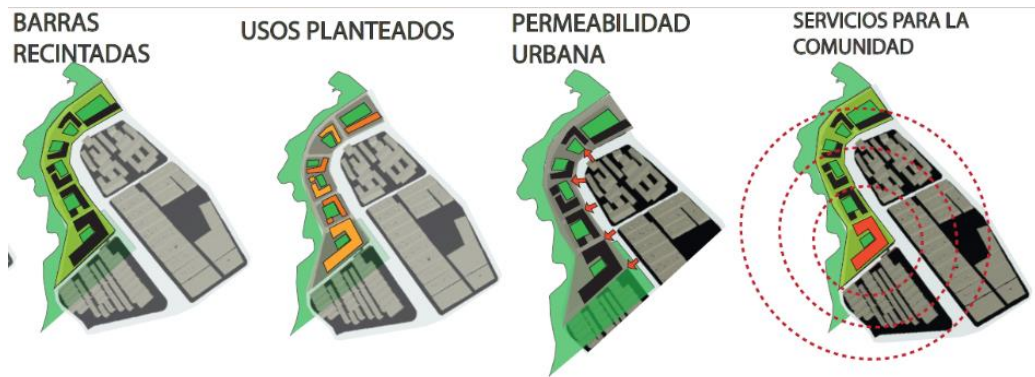 BARRAS
RECINTADAS
USOS PLANTEADOS
PERMEABILIDAD
URBANA
SERVICIOS PARA LA
COMUNIDAD